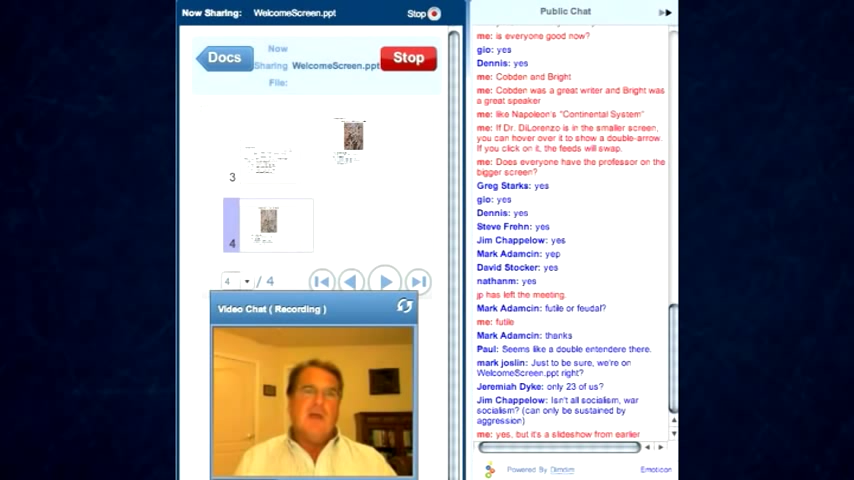 Now Sharing: WelcomeScreen.ppt Stop
Docs
Now
Sharing WelcomeScreen.ppt
File:
Stop
3
4
4 / 4
Video Chat ( Recording )
Public Chat
me: is everyone good now?
gio: yes
Dennis: yes
me: Cobden and Bright
me: Cobden was a great writer and Bright was
a great speaker
me: like Napoleon's "Continental System"
me: If Dr. DiLorenzo is in the smaller screen,
you can hover over it to show a double-arrow.
If you click on it, the feeds will swap.
me: Does everyone have the professor on the
bigger screen?
Greg Starks: yes
gio: yes
Dennis: yes
Steve Frehn: yes
Jim Chappelow: yes
Mark Adamcin: yep
David Stocker: yes
nathanm: yes
jp has left the meeting.
Mark Adamcin: futile or feudal?
me: futile
Mark Adamcin: thanks
Paul: Seems like a double entendere there.
mark joslin: Just to be sure, we're on
WelcomeScreen.ppt right?
Jeremiah Dyke: only 23 of us?
Jim Chappelow: Isn't all socialism, war
socialism? (can only be sustained by
aggression)
me: yes, but it's a slideshow from earlier
Powered By Dimdim
Emoticon